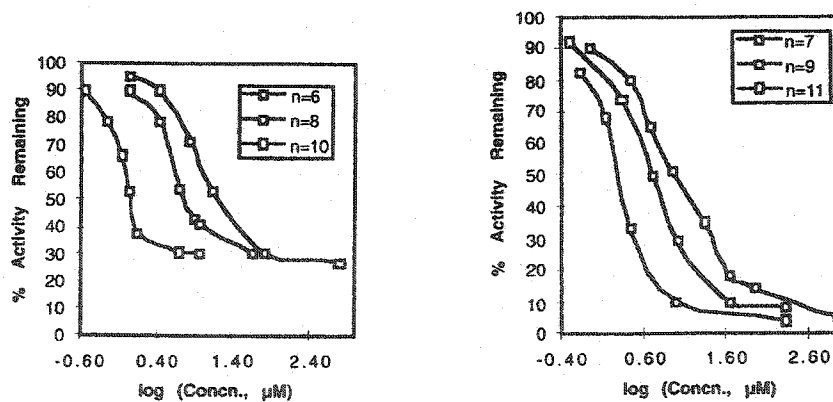 100
90
80
70
60
50
40
30
20
10
0
% Activity Remaining
n=6
n=8
n=10
-0.60 0.40 1.40 2.40
log (Concn., µM)
100
90
80
70
60
50
40
30
20
10
0
% Activity Remaining
n=7
n=9
n=11
-0.40 0.60 1.60 2.60
log (Concn., µM)